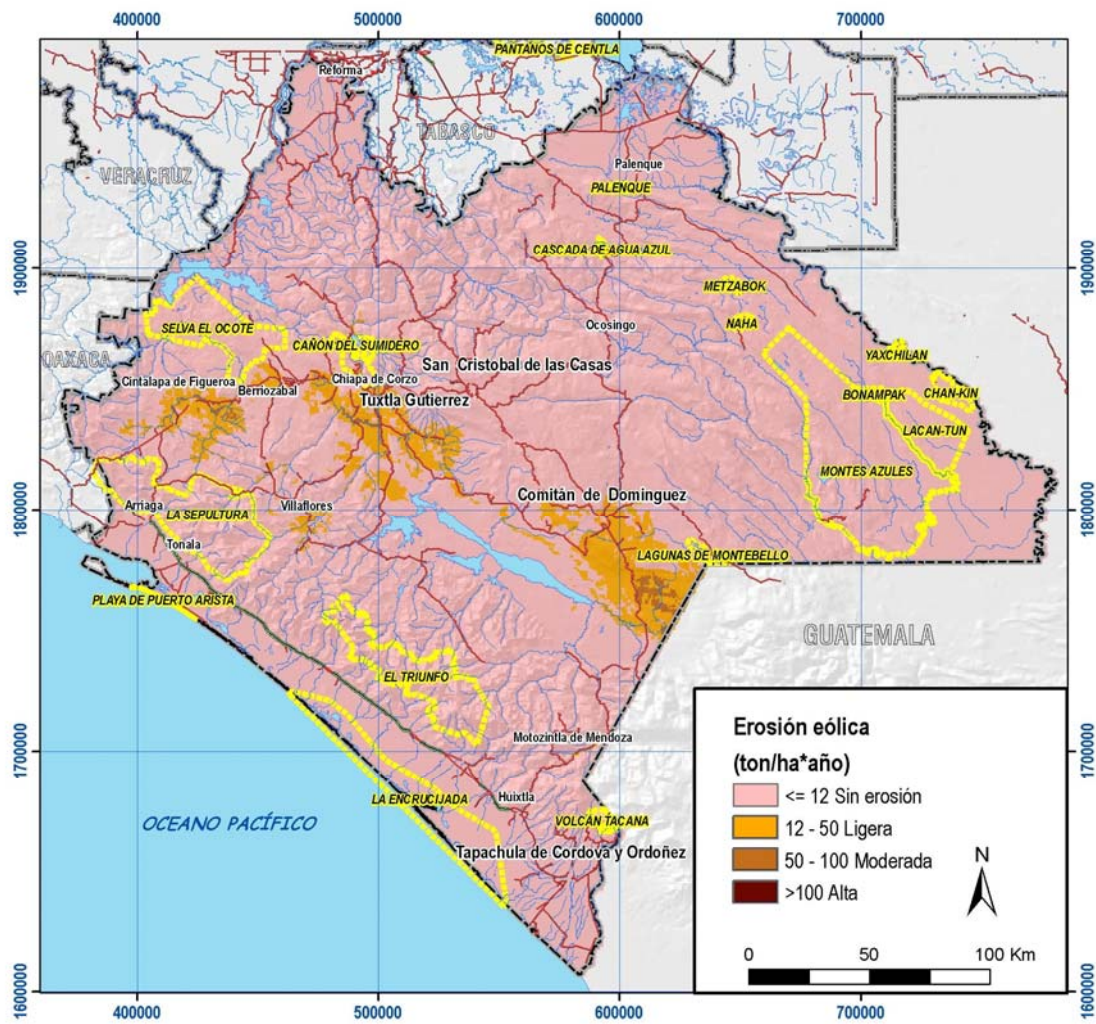 400000
500000
600000
700000
PANTANOS DE CENTLA
Reforma
TABASCO
VERACRUZ
Palenque
PALENQUE
CASCADA DE AGUA AZUL
1900000
1900000
METZABOK
NAHA
Ocosingo
SELVA EL OCOTE
CAÑON DEL SUMIDERO
YAXCHILAN
OAXACA
San Cristobal de las Casas
Cintalapa de Figueroa
Chiapa de Corzo
Berriozabal
Tuxtla Gutierrez
BONAMPAK
CHAN-KIN
LACAN-TUN
MONTES AZULES
Comitán de Dominguez
Arriaga
LA SEPULTURA
Villaflores
1800000
1800000
Tonala
LAGUNAS DE MONTEBELLO
PLAYA DE PUERTO ARISTA
GUATEMALA
EL TRIUNFO
Motozintla de Mendoza
1700000
1700000
LA ENCRUCIJADA
Huixtla
OCEANO PACÍFICO
VOLCÁN TACANA
Tapachula de Cordova y Ordoñez
Erosión eólica
(ton/ha*año)
<= 12 Sin erosión
12 - 50 Ligera
50 - 100 Moderada
>100 Alta
N
0
50
100 Km
1600000
1600000
400000
500000
600000
700000